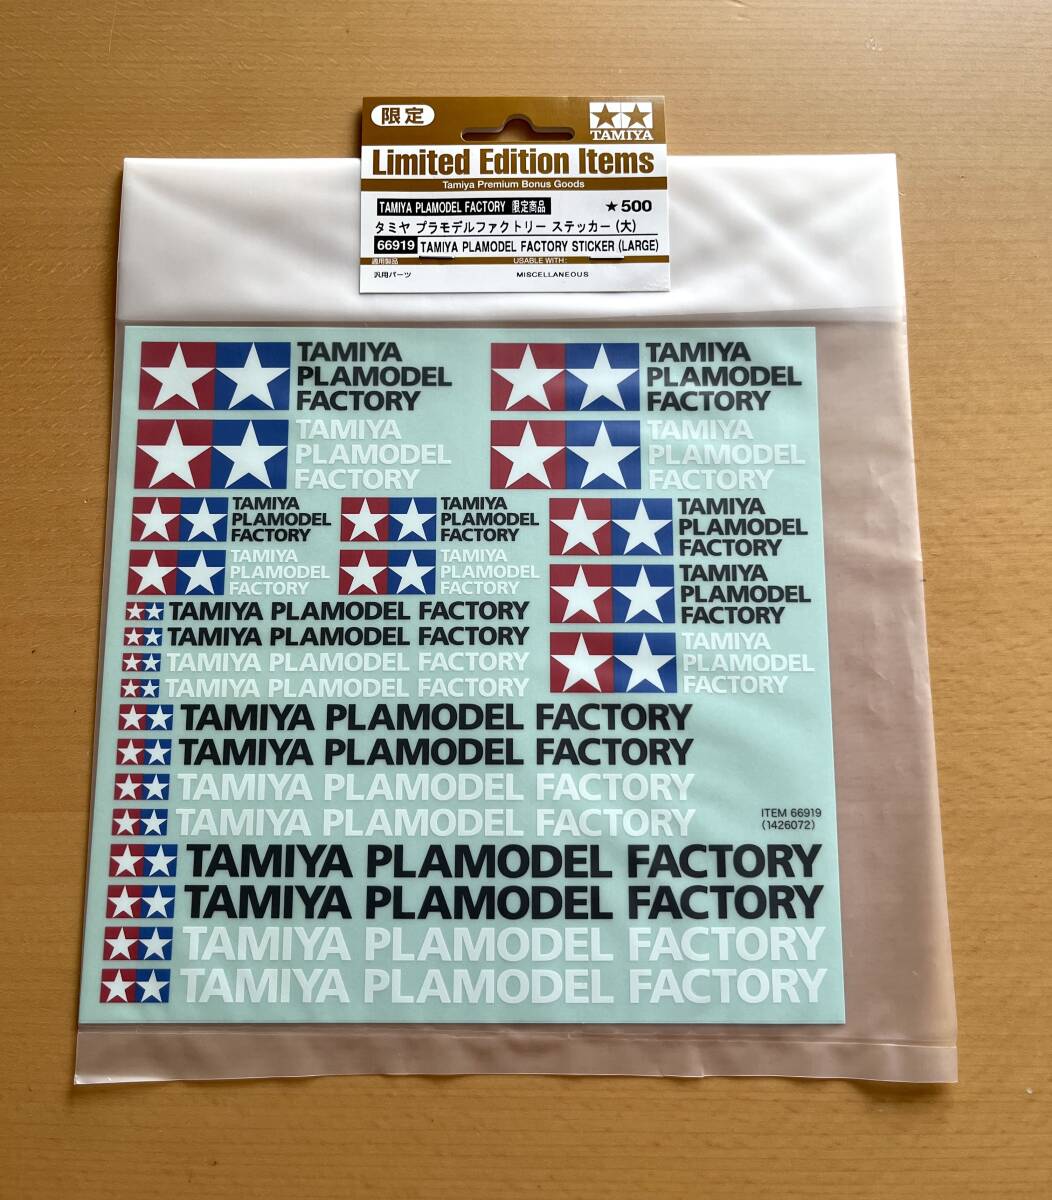 限定
TAMIYA
Limited Edition Items
Tamiya Premium Bonus Goods
TAMIYA PLAMODEL FACTORY 限定商品 ★500
タミヤ プラモデルファクトリー ステッカー (大)
66919 TAMIYA PLAMODEL FACTORY STICKER (LARGE)
適用製品 USABLE WITH:
汎用パーツ MISCELLANEOUS
TAMIYA
PLAMODEL
FACTORY
TAMIYA
PLAMODEL
FACTORY
TAMIYA
PLAMODEL
FACTORY
TAMIYA
PLAMODEL
FACTORY
TAMIYA
PLAMODEL
FACTORY
TAMIYA
PLAMODEL
FACTORY
TAMIYA
PLAMODEL
FACTORY
TAMIYA
PLAMODEL
FACTORY
TAMIYA
PLAMODEL
FACTORY
TAMIYA
PLAMODEL
FACTORY
TAMIYA
PLAMODEL
FACTORY
TAMIYA PLAMODEL FACTORY
TAMIYA PLAMODEL FACTORY
TAMIYA PLAMODEL FACTORY
TAMIYA PLAMODEL FACTORY
TAMIYA PLAMODEL FACTORY
TAMIYA PLAMODEL FACTORY
TAMIYA PLAMODEL FACTORY
TAMIYA PLAMODEL FACTORY
ITEM 66919
(1426072)
TAMIYA PLAMODEL FACTORY
TAMIYA PLAMODEL FACTORY
TAMIYA PLAMODEL FACTORY
TAMIYA PLAMODEL FACTORY